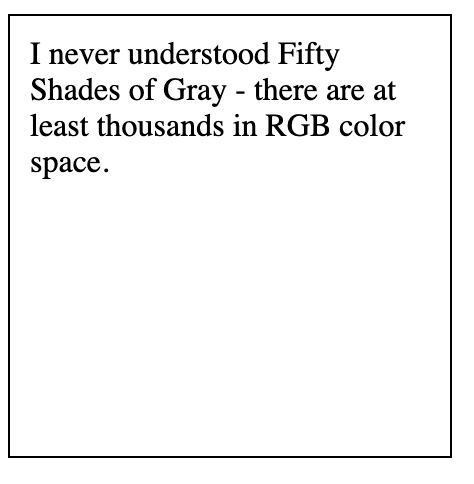 I never understood Fifty
Shades of Gray - there are at
least thousands in RGB color
space.